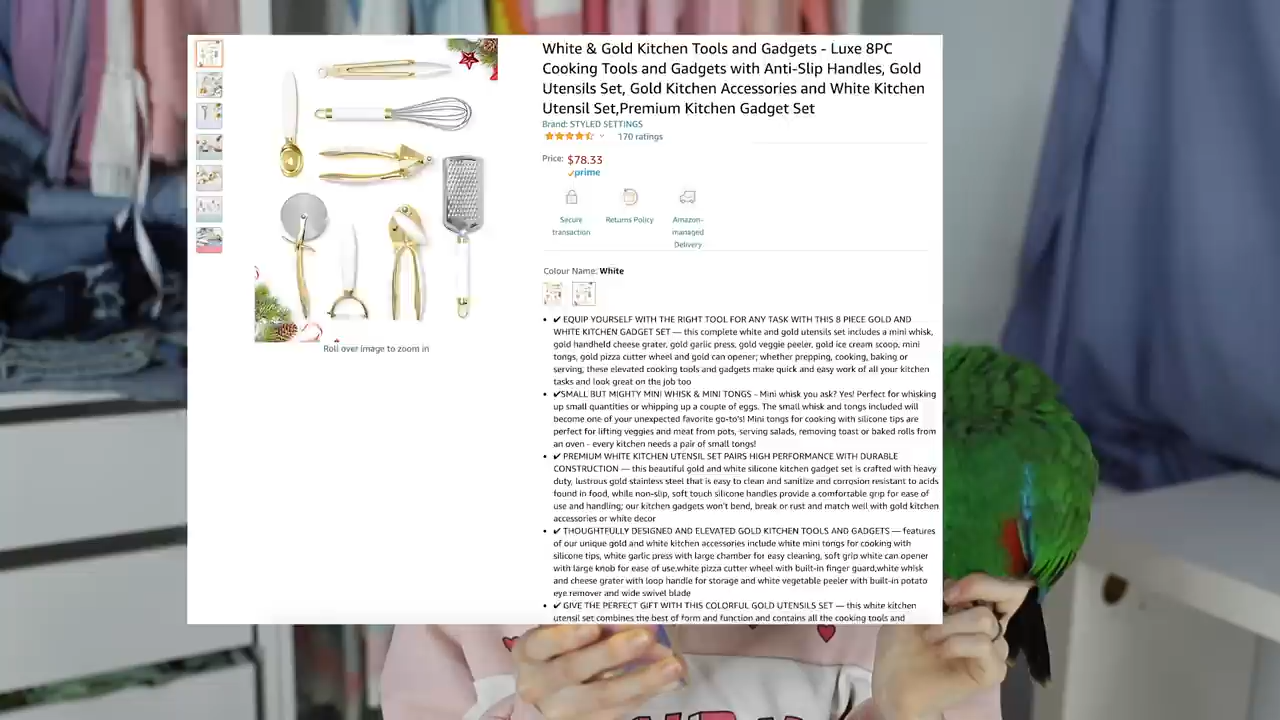 White & Gold Kitchen Tools and Gadgets - Luxe 8PC
Cooking Tools and Gadgets with Anti-Slip Handles, Gold
Utensils Set, Gold Kitchen Accessories and White Kitchen
Utensil Set,Premium Kitchen Gadget Set
Brand: STYLED SETTINGS
170 ratings
Price: $78.33
prime
Secure transaction
Returns Policy
Amazon-managed Delivery
Colour Name: White
Roll over image to zoom in
✔ EQUIP YOURSELF WITH THE RIGHT TOOL FOR ANY TASK WITH THIS 8 PIECE GOLD AND
WHITE KITCHEN GADGET SET — this complete white and gold utensils set includes a mini whisk,
gold handheld cheese grater, gold garlic press, gold veggie peeler, gold ice cream scoop, mini
tongs, gold pizza cutter wheel and gold can opener; whether prepping, cooking, baking or
serving, these elevated cooking tools and gadgets make quick and easy work of all your kitchen
tasks and look great on the job too
✔SMALL BUT MIGHTY MINI WHISK & MINI TONGS - Mini whisk you ask? Yes! Perfect for whisking
up small quantities or whipping up a couple of eggs. The small whisk and tongs included will
become one of your unexpected favorite go-to's! Mini tongs for cooking with silicone tips are
perfect for lifting veggies and meat from pots, serving salads, removing toast or baked rolls from
an oven - every kitchen needs a pair of small tongs!
✔ PREMIUM WHITE KITCHEN UTENSIL SET PAIRS HIGH PERFORMANCE WITH DURABLE
CONSTRUCTION — this beautiful gold and white silicone kitchen gadget set is crafted with heavy
duty, lustrous gold stainless steel that is easy to clean and sanitize and corrosion resistant to acids
found in food, while non-slip, soft touch silicone handles provide a comfortable grip for ease of
use and handling; our kitchen gadgets won't bend, break or rust and match well with gold kitchen
accessories or white decor
✔ THOUGHTFULLY DESIGNED AND ELEVATED GOLD KITCHEN TOOLS AND GADGETS — features
of our unique gold and white kitchen accessories include white mini tongs for cooking with
silicone tips, white garlic press with large chamber for easy cleaning, soft grip white can opener
with large knob for ease of use,white pizza cutter wheel with built-in finger guard,white whisk
and cheese grater with loop handle for storage and white vegetable peeler with built-in potato
eye remover and wide swivel blade
✔ GIVE THE PERFECT GIFT WITH THIS COLORFUL GOLD UTENSILS SET — this white kitchen
utensil set combines the best of form and function and contains all the cooking tools and